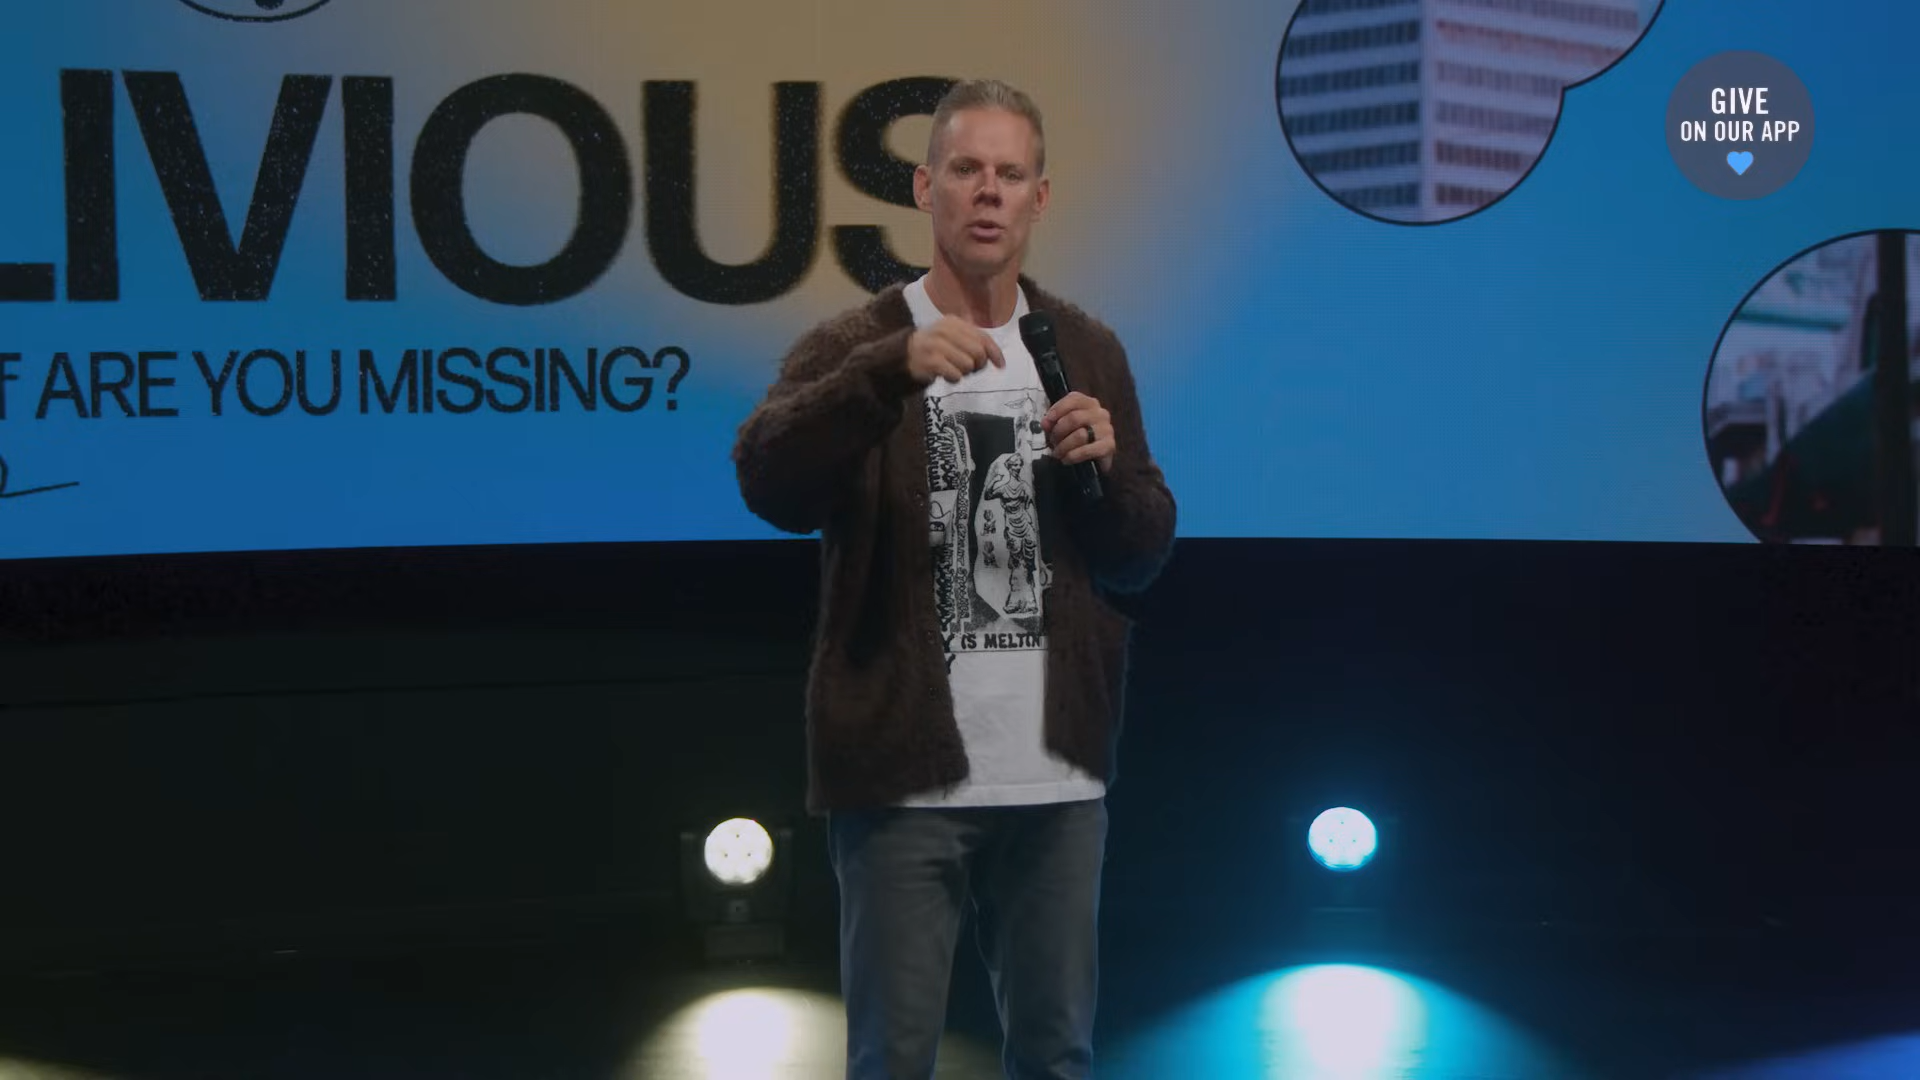 LIVIOUS
ARE YOU MISSING?
GIVE
ON OUR APP
IS MELTIN